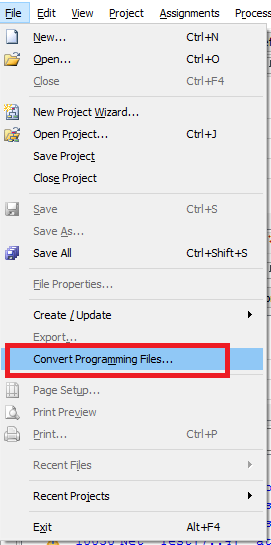 File Edit View Project Assignments Process
New... Ctrl+N
Open... Ctrl+O
Close Ctrl+F4
New Project Wizard...
Open Project... Ctrl+J
Save Project
Close Project
Save Ctrl+S
Save As...
Save All Ctrl+Shift+S
File Properties...
Create / Update
Export...
Convert Programming Files...
Page Setup...
Print Preview
Print... Ctrl+P
Recent Files
Recent Projects
Exit Alt+F4